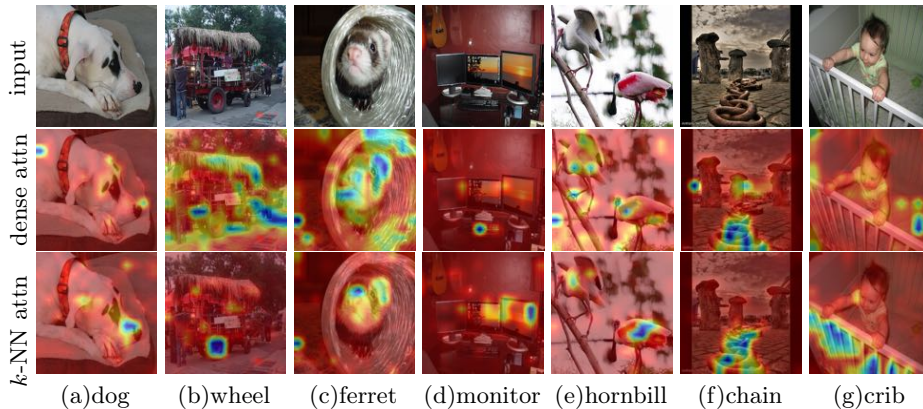 input
dense attn
k-NN attn
(a)dog (b)wheel (c)ferret (d)monitor (e)hornbill (f)chain (g)crib